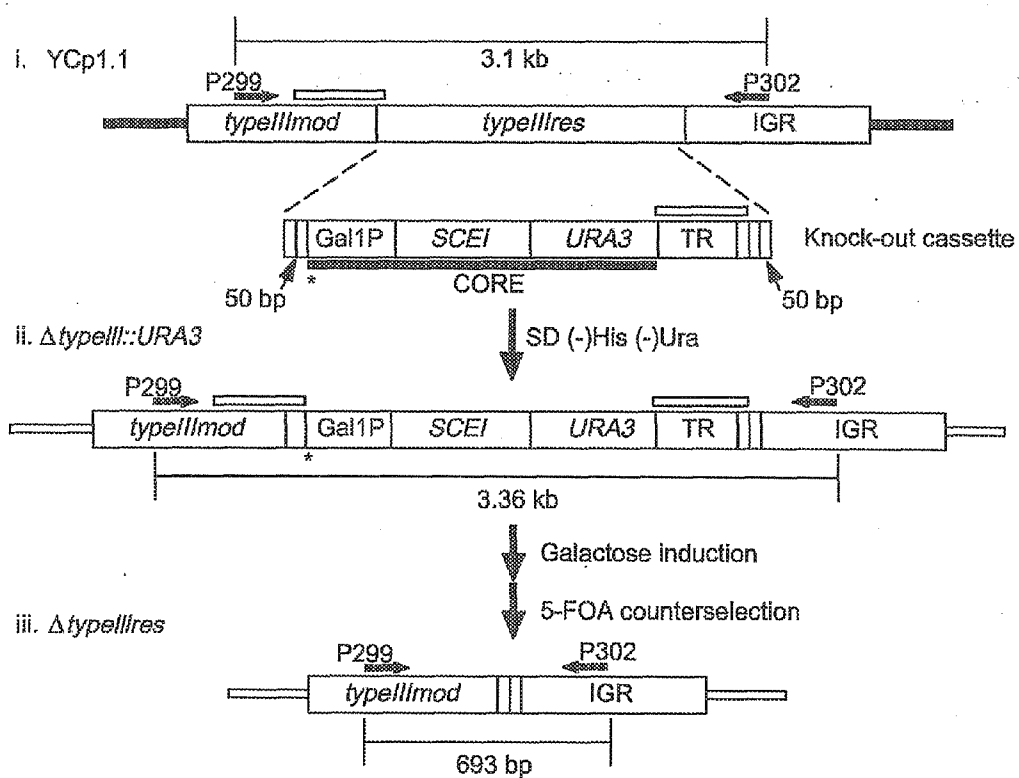 i. YCp1.1
3.1 kb
P299
P302
typeIIImod
typeIIIres
IGR
Gal1P
SCEI
URA3
TR
Knock-out cassette
*
CORE
50 bp
50 bp
ii. ΔtypeIII::URA3
SD (-)His (-)Ura
P299
P302
typeIIImod
Gal1P
SCEI
URA3
TR
IGR
*
3.36 kb
Galactose induction
5-FOA counterselection
iii. ΔtypeIIIres
P299
P302
typeIIImod
IGR
693 bp